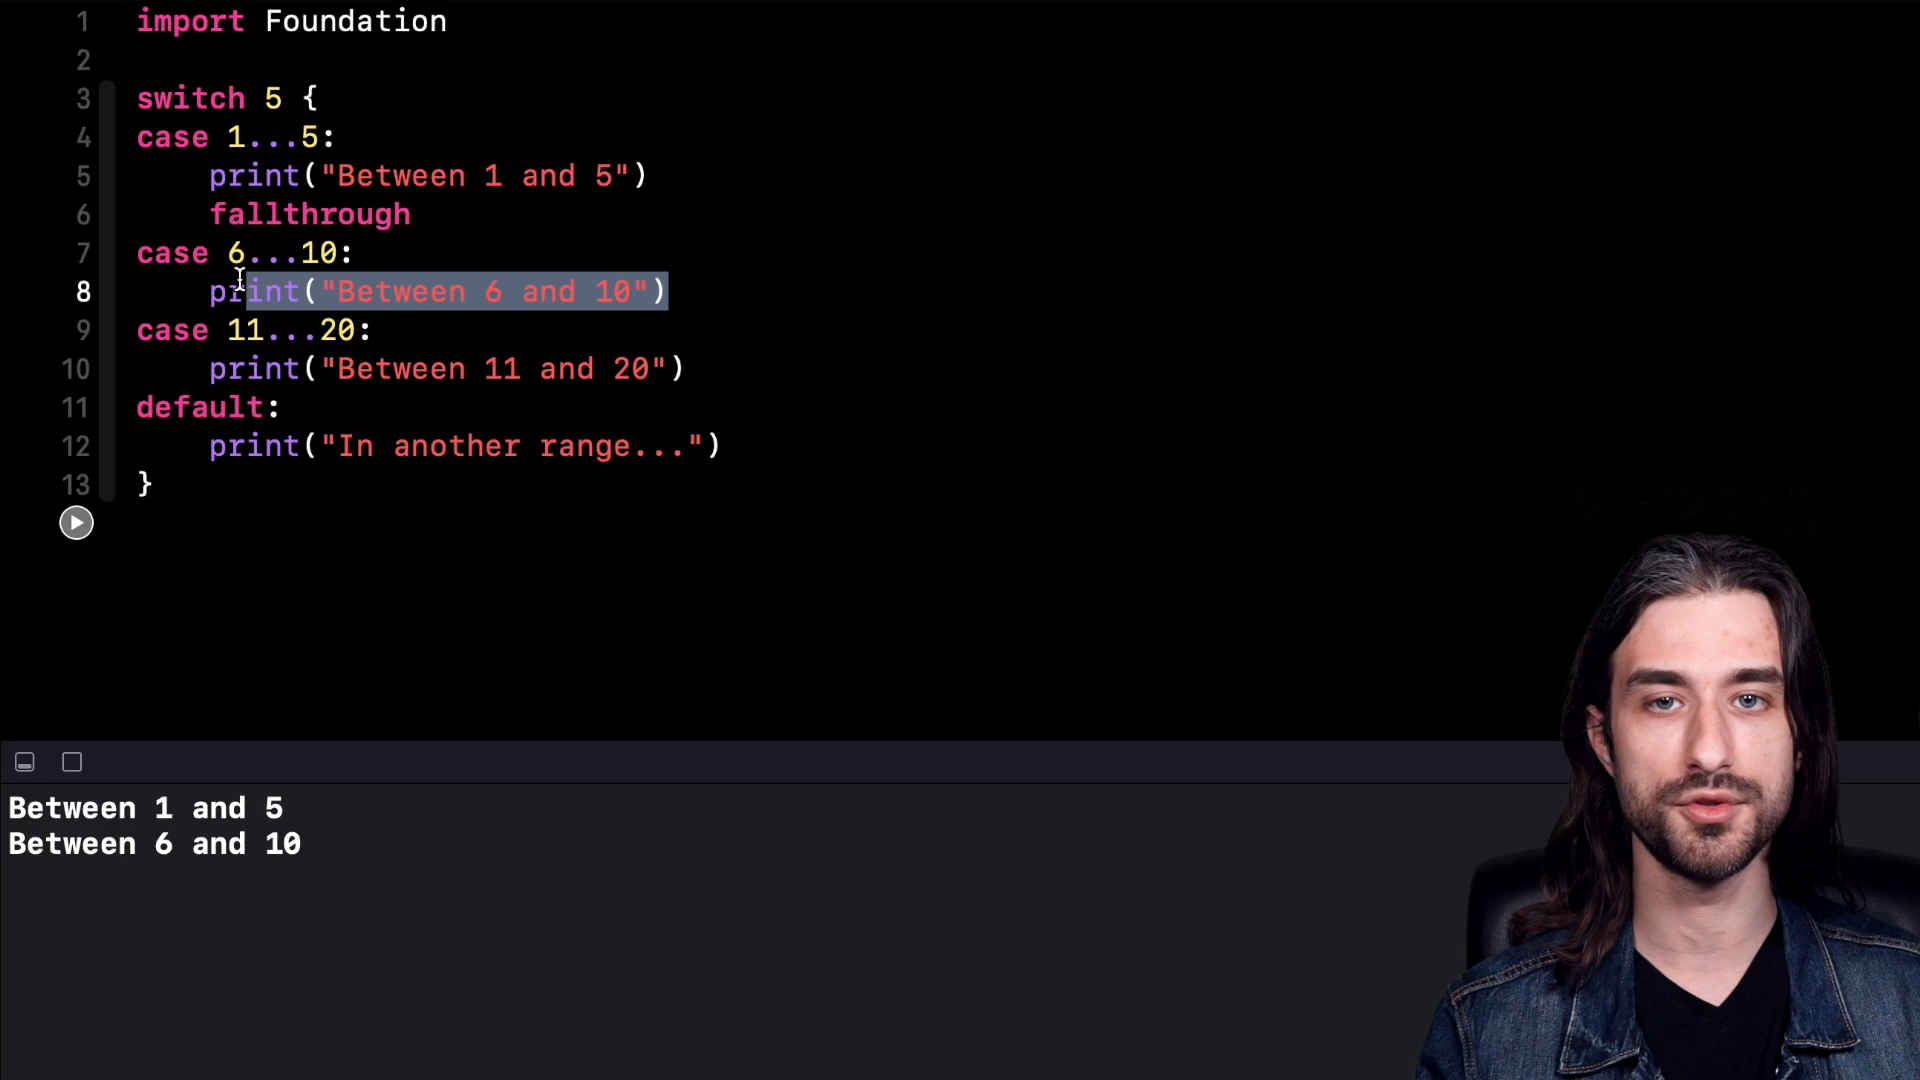 1 import Foundation
2
3 switch 5 {
4 case 1...5:
5     print("Between 1 and 5")
6     fallthrough
7 case 6...10:
8     print("Between 6 and 10")
9 case 11...20:
10     print("Between 11 and 20")
11 default:
12     print("In another range...")
13 }
Between 1 and 5
Between 6 and 10